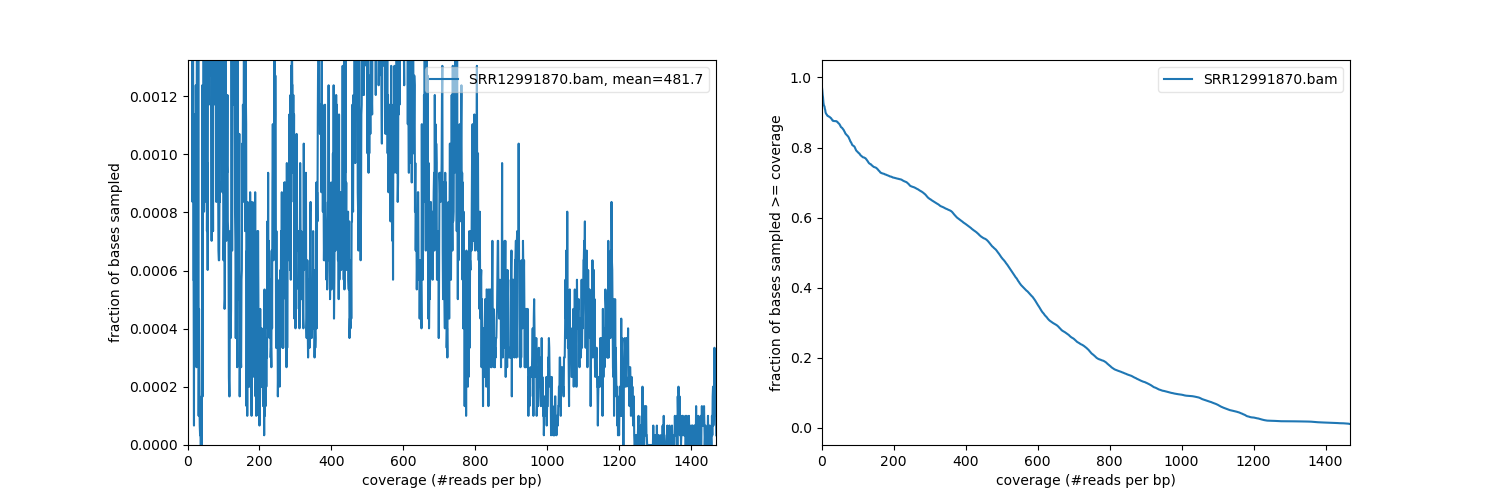 SRR12991870.bam, mean=481.7
fraction of bases sampled
0.0012
0.0010
0.0008
0.0006
0.0004
0.0002
0.0000
0 200 400 600 800 1000 1200 1400
coverage (#reads per bp)
SRR12991870.bam
fraction of bases sampled >= coverage
1.0
0.8
0.6
0.4
0.2
0.0
0 200 400 600 800 1000 1200 1400
coverage (#reads per bp)